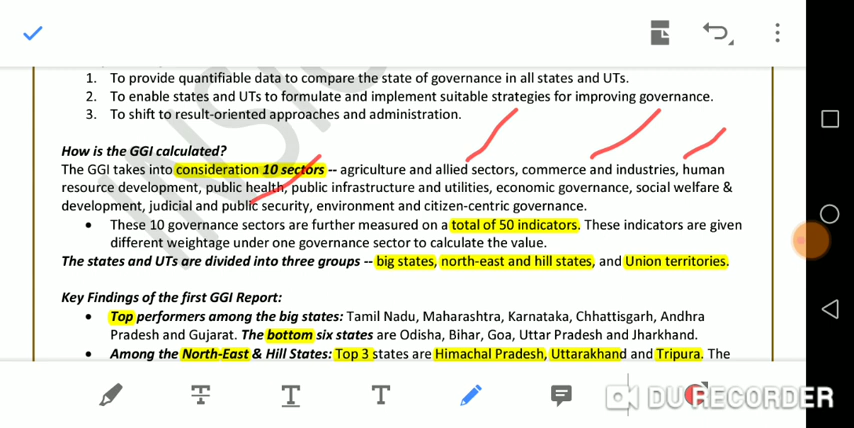 1. To provide quantifiable data to compare the state of governance in all states and UTs.
2. To enable states and UTs to formulate and implement suitable strategies for improving governance.
3. To shift to result-oriented approaches and administration.
How is the GGI calculated?
The GGI takes into consideration 10 sectors -- agriculture and allied sectors, commerce and industries, human
resource development, public health, public infrastructure and utilities, economic governance, social welfare &
development, judicial and public security, environment and citizen-centric governance.
• These 10 governance sectors are further measured on a total of 50 indicators. These indicators are given
different weightage under one governance sector to calculate the value.
The states and UTs are divided into three groups -- big states, north-east and hill states, and Union territories.
Key Findings of the first GGI Report:
• Top performers among the big states: Tamil Nadu, Maharashtra, Karnataka, Chhattisgarh, Andhra
Pradesh and Gujarat. The bottom six states are Odisha, Bihar, Goa, Uttar Pradesh and Jharkhand.
• Among the North-East & Hill States: Top 3 states are Himachal Pradesh, Uttarakhand and Tripura. The
T T T
DU RECORDER